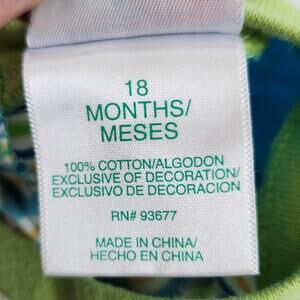 18
MONTHS/
MESES
100% COTTON/ALGODON
EXCLUSIVE OF DECORATION/
EXCLUSIVO DE DECORACION
RN# 93677
MADE IN CHINA/
HECHO EN CHINA